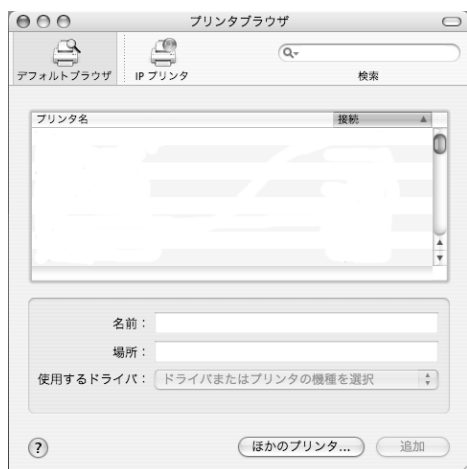 プリンタブラウザ
デフォルトブラウザ
IP プリンタ
検索
プリンタ名
接続
名前：
場所：
使用するドライバ：
ドライバまたはプリンタの機種を選択
?
ほかのプリンタ...
追加